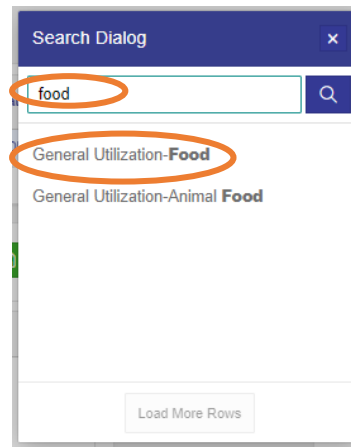 Search Dialog
×
food
General Utilization-Food
General Utilization-Animal Food
Load More Rows